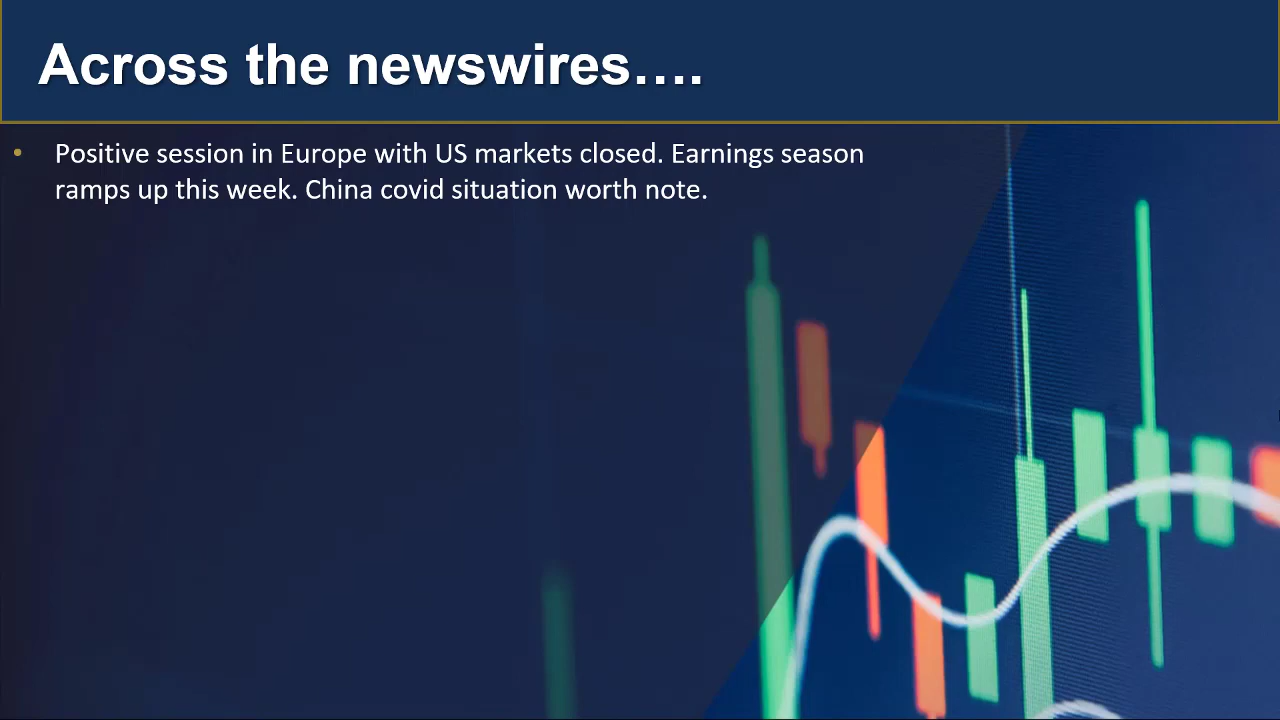 Across the newswires….
• Positive session in Europe with US markets closed. Earnings season
ramps up this week. China covid situation worth note.